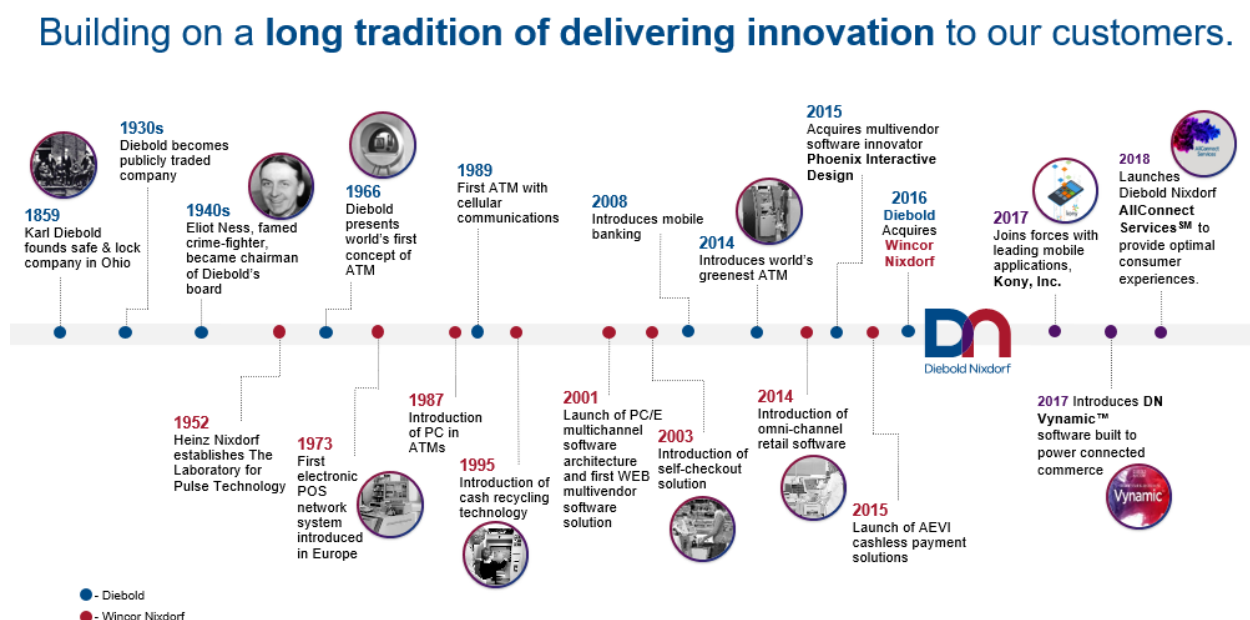 Building on a long tradition of delivering innovation to our customers.
1859
Karl Diebold
founds safe & lock
company in Ohio
1930s
Diebold becomes
publicly traded
company
1940s
Eliot Ness, famed
crime-fighter,
became chairman
of Diebold's
board
1966
Diebold
presents
world's first
concept of
ATM
1989
First ATM with
cellular
communications
2008
Introduces mobile
banking
2014
Introduces world's
greenest ATM
2015
Acquires multivendor
software innovator
Phoenix Interactive
Design
2016
Diebold
Acquires
Wincor
Nixdorf
DN
Diebold Nixdorf
2017
Joins forces with
leading mobile
applications,
Kony, Inc.
kony
2018
Launches
Diebold Nixdorf
AllConnect
Services℠ to
provide optimal
consumer
experiences.
AllConnect
Services
1952
Heinz Nixdorf
establishes The
Laboratory for
Pulse Technology
1973
First
electronic
POS
network
system
introduced
in Europe
1987
Introduction
of PC in
ATMs
1995
Introduction of
cash recycling
technology
2001
Launch of PC/E
multichannel
software
architecture
and first WEB
multivendor
software
solution
2003
Introduction of
self-checkout
solution
2014
Introduction of
omni-channel
retail software
2015
Launch of AEVI
cashless payment
solutions
2017 Introduces DN
Vynamic™
software built to
power connected
commerce
Vynamic
- Diebold
- Wincor Nixdorf